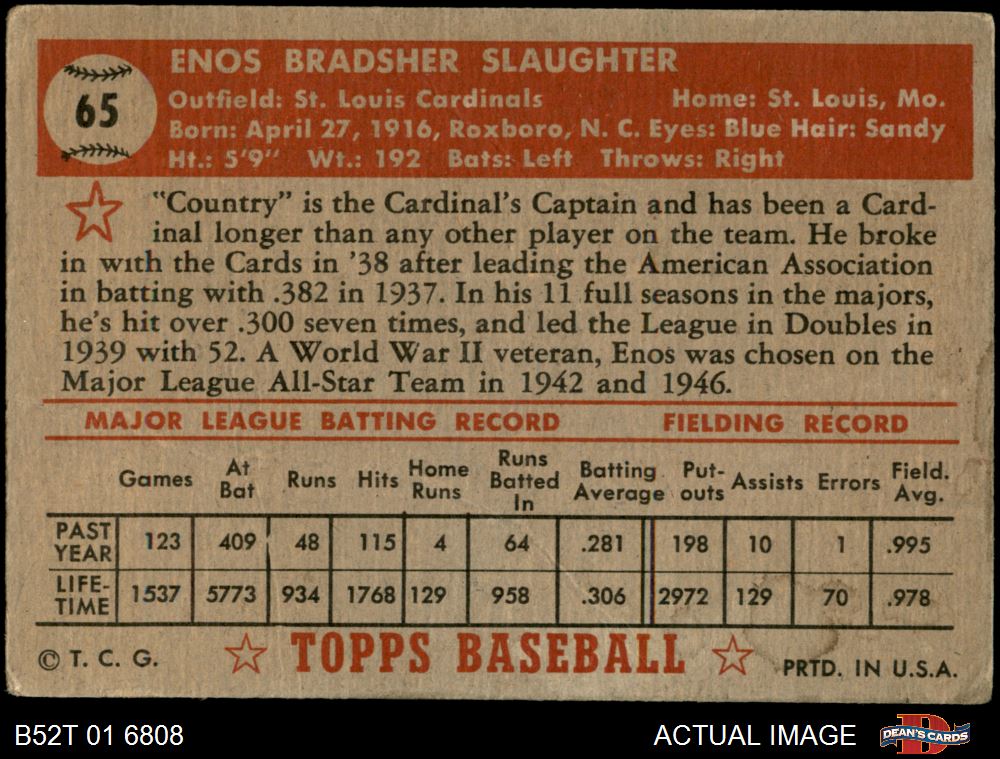 65
ENOS BRADSHER SLAUGHTER
Outfield: St. Louis Cardinals Home: St. Louis, Mo.
Born: April 27, 1916, Roxboro, N. C. Eyes: Blue Hair: Sandy
Ht.: 5'9" Wt.: 192 Bats: Left Throws: Right
"Country" is the Cardinal's Captain and has been a Card-
inal longer than any other player on the team. He broke
in with the Cards in '38 after leading the American Association
in batting with .382 in 1937. In his 11 full seasons in the majors,
he's hit over .300 seven times, and led the League in Doubles in
1939 with 52. A World War II veteran, Enos was chosen on the
Major League All-Star Team in 1942 and 1946.
MAJOR LEAGUE BATTING RECORD FIELDING RECORD
Games At Bat Runs Hits Home Runs Runs Batted In Batting Average Put-outs Assists Errors Field. Avg.
PAST YEAR 123 409 48 115 4 64 .281 198 10 1 .995
LIFE-TIME 1537 5773 934 1768 129 958 .306 2972 129 70 .978
© T. C. G. TOPPS BASEBALL PRTD. IN U.S.A.
B52T 01 6808 ACTUAL IMAGE D DEAN'S CARDS